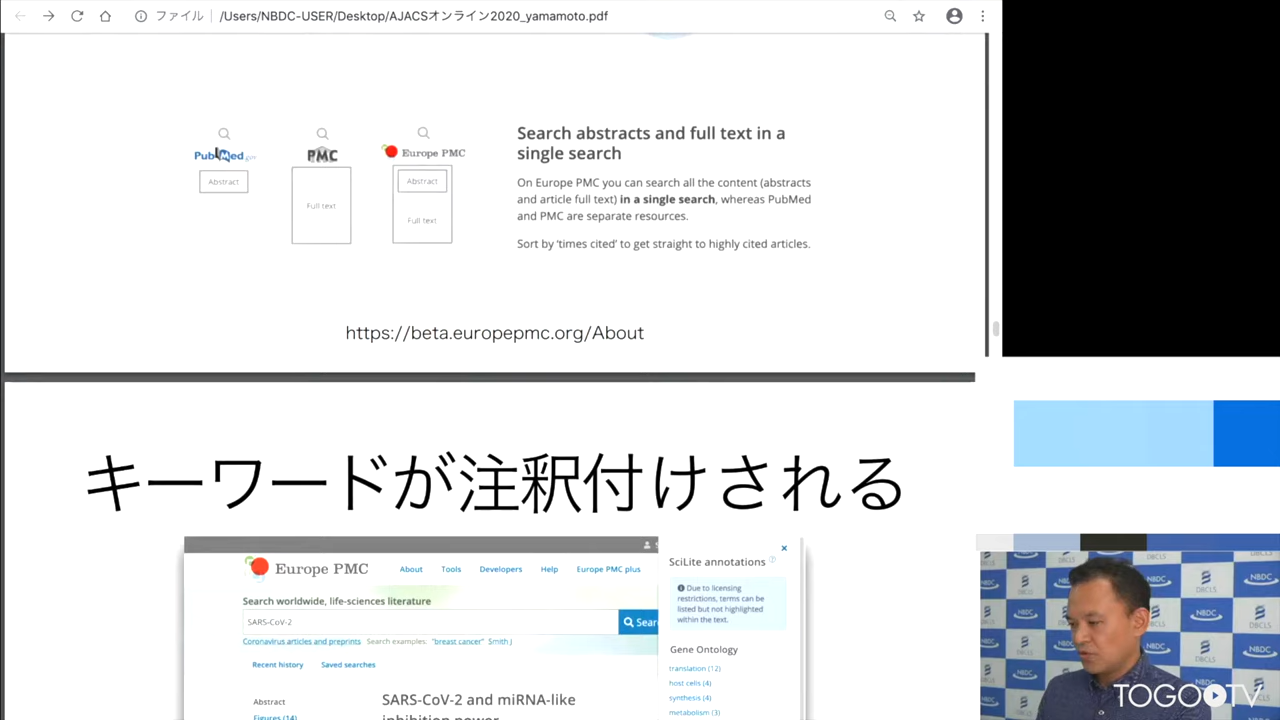 ファイル
/Users/NBDC-USER/Desktop/AJACSオンライン2020_yamamoto.pdf
PubMed.gov
PMC
Europe PMC
Abstract
Full text
Abstract
Full text
Search abstracts and full text in a
single search
On Europe PMC you can search all the content (abstracts
and article full text) in a single search, whereas PubMed
and PMC are separate resources.
Sort by 'times cited' to get straight to highly cited articles.
https://beta.europepmc.org/About
キーワードが注釈付けされる
Europe PMC
About Tools Developers Help Europe PMC plus
Search worldwide, life-sciences literature
SARS-CoV-2
Coronavirus articles and preprints Search examples: "breast cancer" Smith J
Recent history Saved searches
Abstract
Figures (14)
SARS-CoV-2 and miRNA-like
inhibition power
SciLite annotations
Due to licensing
restrictions, terms can be
listed but not highlighted
within the text.
Gene Ontology
translation (12)
host cells (4)
synthesis (4)
metabolism (3)
NBDC
DBCLS
TOGOTV